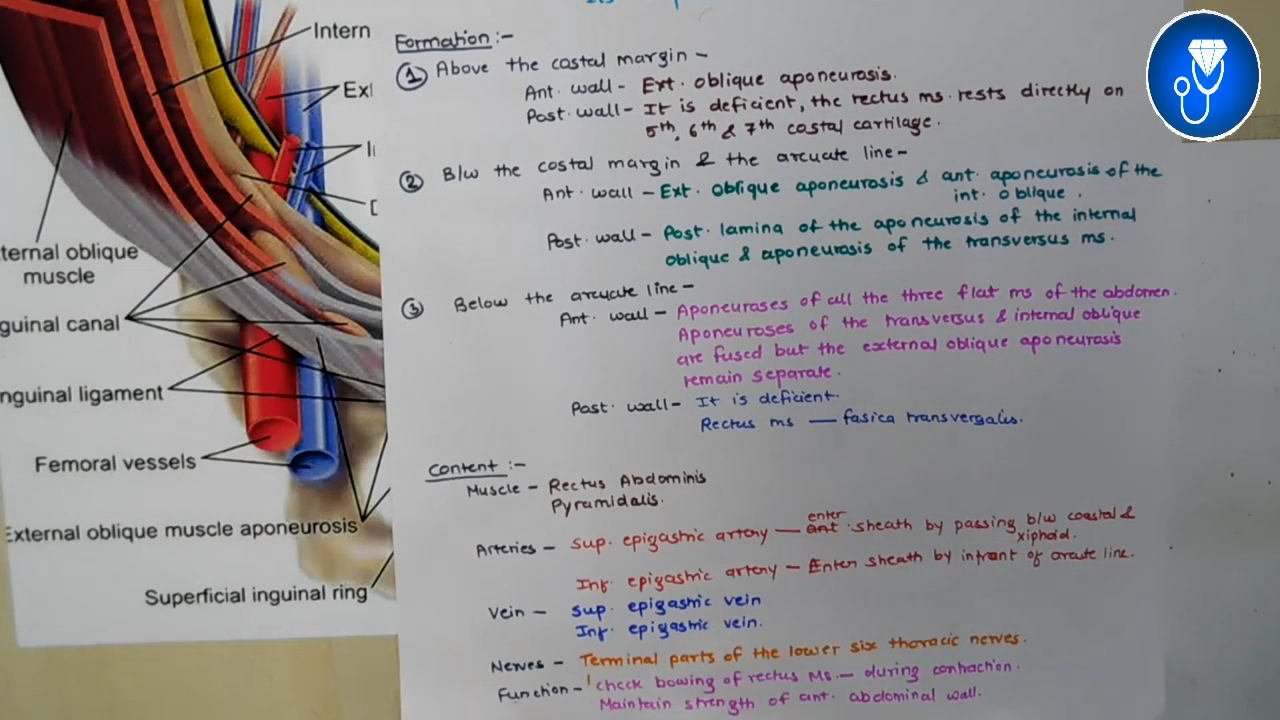 Intern
Ext
ternal oblique
muscle
guinal canal
nguinal ligament
Femoral vessels
External oblique muscle aponeurosis
Superficial inguinal ring
Formation :-
① Above the costal margin -
Ant. wall - Ext. oblique aponeurosis.
Post. wall - It is deficient, the rectus ms. rests directly on
5th, 6th & 7th costal cartilage.
② B/w the costal margin & the arcuate line -
Ant. wall - Ext. oblique aponeurosis & ant. aponeurosis of the
int. oblique.
Post. wall - Post. lamina of the aponeurosis of the internal
oblique & aponeurosis of the transversus ms.
③ Below the arcuate line -
Ant. wall - Aponeuroses of all the three flat ms of the abdomen.
Aponeuroses of the transversus & internal oblique
are fused but the external oblique aponeurosis
remain separate.
Post. wall - It is deficient.
Rectus ms — fasica transvergalis.
Content :-
Muscle - Rectus Abdominis
Pyramidalis.
Arteries - Sup. epigastric artery — enter sheath by passing b/w coastal &
xiphoid.
Inf. epigastric artery - Enter sheath by infrant of arcute line.
Vein - Sup. epigastric vein
Inf. epigastric vein.
Nerves - Terminal parts of the lower six thoracic nerves.
Function - check bowing of rectus Ms. - during contraction.
Maintain strength of ant. abdominal wall.